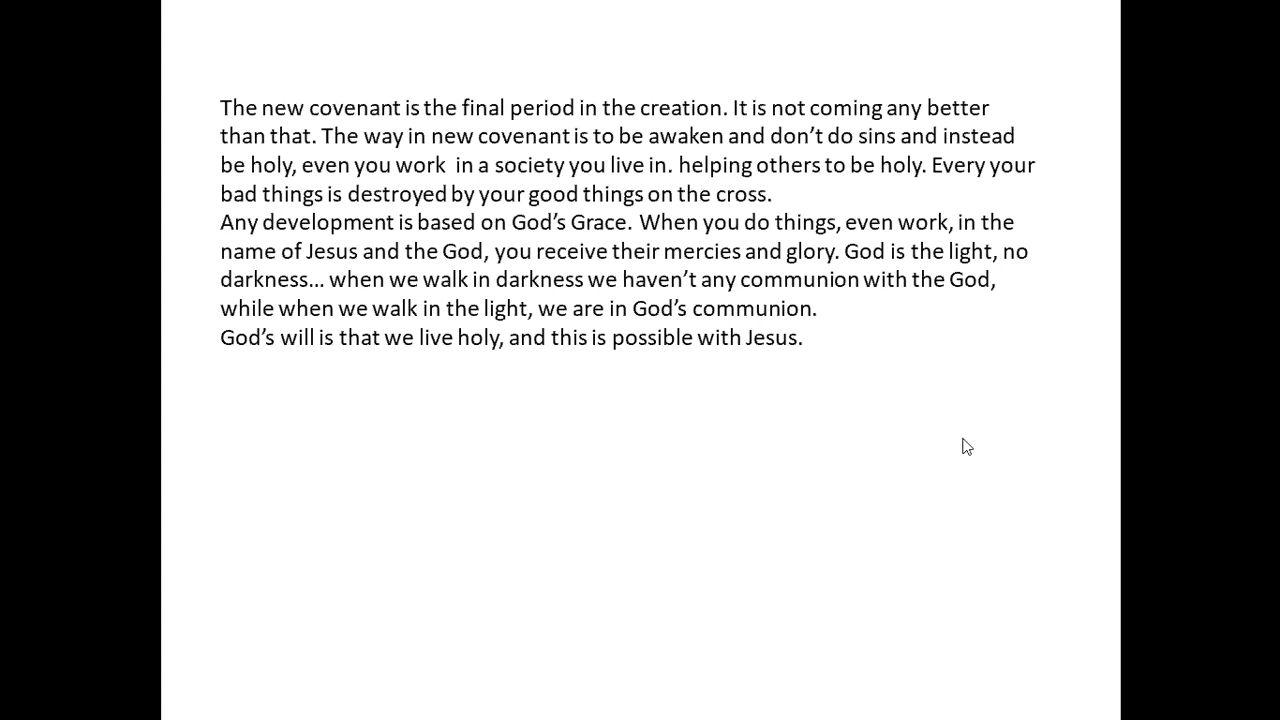 The new covenant is the final period in the creation. It is not coming any better
than that. The way in new covenant is to be awaken and don’t do sins and instead
be holy, even you work  in a society you live in. helping others to be holy. Every your
bad things is destroyed by your good things on the cross.
Any development is based on God’s Grace. When you do things, even work, in the
name of Jesus and the God, you receive their mercies and glory. God is the light, no
darkness... when we walk in darkness we haven’t any communion with the God,
while when we walk in the light, we are in God’s communion.
God’s will is that we live holy, and this is possible with Jesus.